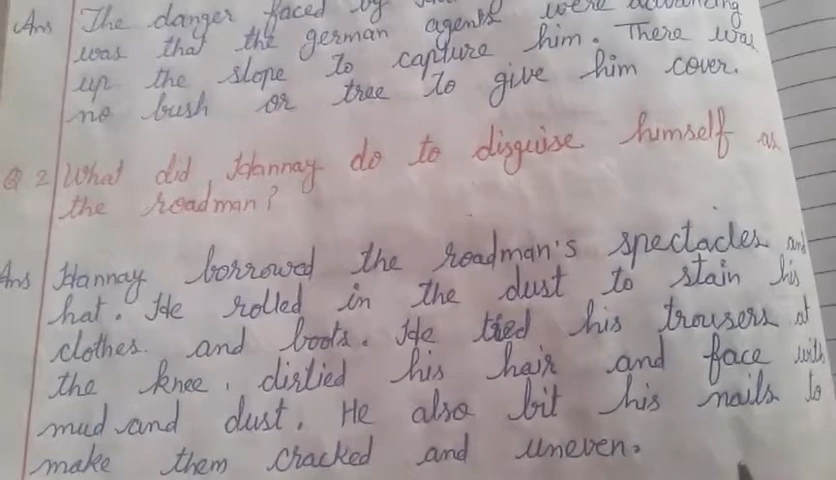 Ans The danger faced by
was that the german agents were advancing
up the slope to capture him. There was
no bush or tree to give him cover.
Q 2 What did Hannay do to disguise himself as
the roadman?
Ans Hannay borrowed the roadman's spectacles and
hat. He rolled in the dust to stain his
clothes and boots. He tied his trousers at
the knee, dirtied his hair and face with
mud and dust. He also bit his nails to
make them cracked and uneven.